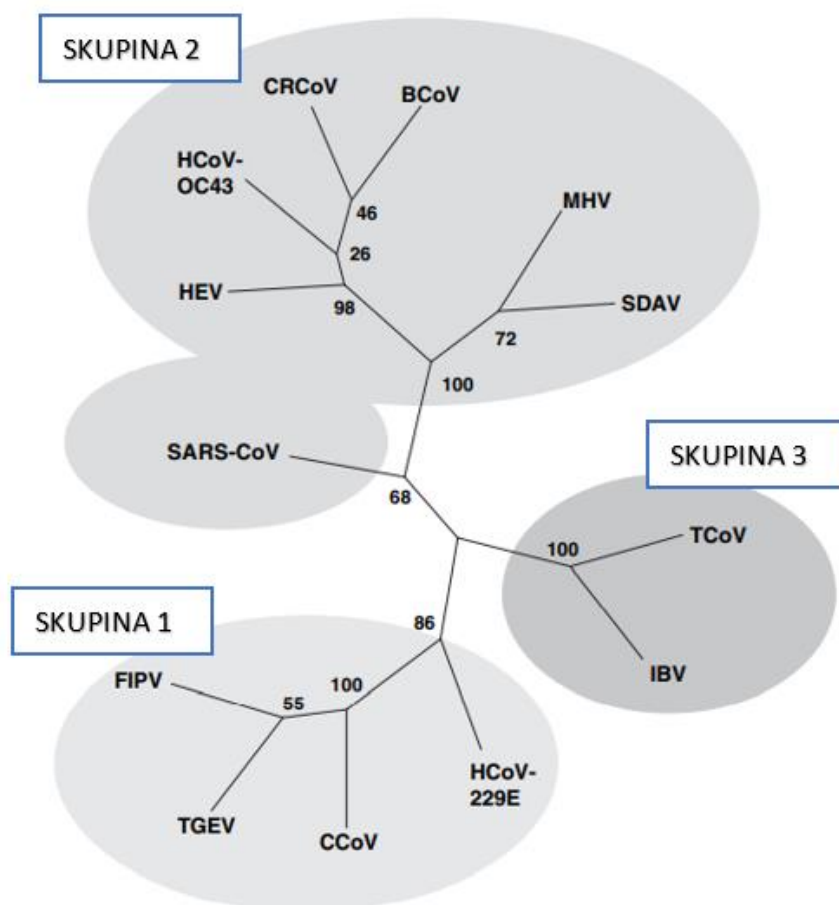 SKUPINA 2
CRCoV
BCoV
HCoV-
OC43
46
MHV
26
HEV
SDAV
98
72
100
SARS-CoV
SKUPINA 3
68
100
TCoV
SKUPINA 1
86
IBV
FIPV
100
55
HCoV-
229E
TGEV
CCoV